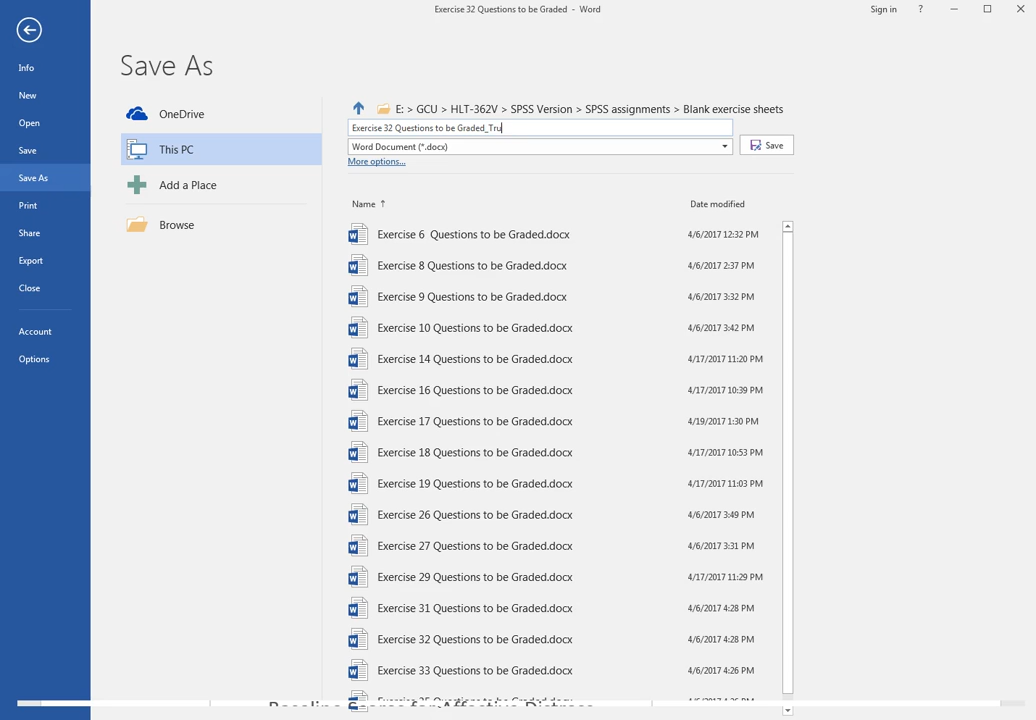 Exercise 32 Questions to be Graded - Word
Sign in
?
Info
New
Open
Save
Save As
Print
Share
Export
Close
Account
Options
Save As
OneDrive
This PC
Add a Place
Browse
E: > GCU > HLT-362V > SPSS Version > SPSS assignments > Blank exercise sheets
Exercise 32 Questions to be Graded_Tru
Word Document (*.docx)
Save
More options...
Name ↑ Date modified
Exercise 6 Questions to be Graded.docx 4/6/2017 12:32 PM
Exercise 8 Questions to be Graded.docx 4/6/2017 2:37 PM
Exercise 9 Questions to be Graded.docx 4/6/2017 3:32 PM
Exercise 10 Questions to be Graded.docx 4/6/2017 3:42 PM
Exercise 14 Questions to be Graded.docx 4/17/2017 11:20 PM
Exercise 16 Questions to be Graded.docx 4/17/2017 10:39 PM
Exercise 17 Questions to be Graded.docx 4/19/2017 1:30 PM
Exercise 18 Questions to be Graded.docx 4/17/2017 10:53 PM
Exercise 19 Questions to be Graded.docx 4/17/2017 11:03 PM
Exercise 26 Questions to be Graded.docx 4/6/2017 3:49 PM
Exercise 27 Questions to be Graded.docx 4/6/2017 3:31 PM
Exercise 29 Questions to be Graded.docx 4/17/2017 11:29 PM
Exercise 31 Questions to be Graded.docx 4/6/2017 4:28 PM
Exercise 32 Questions to be Graded.docx 4/6/2017 4:28 PM
Exercise 33 Questions to be Graded.docx 4/6/2017 4:26 PM
Baseline Scores for Affective Distress